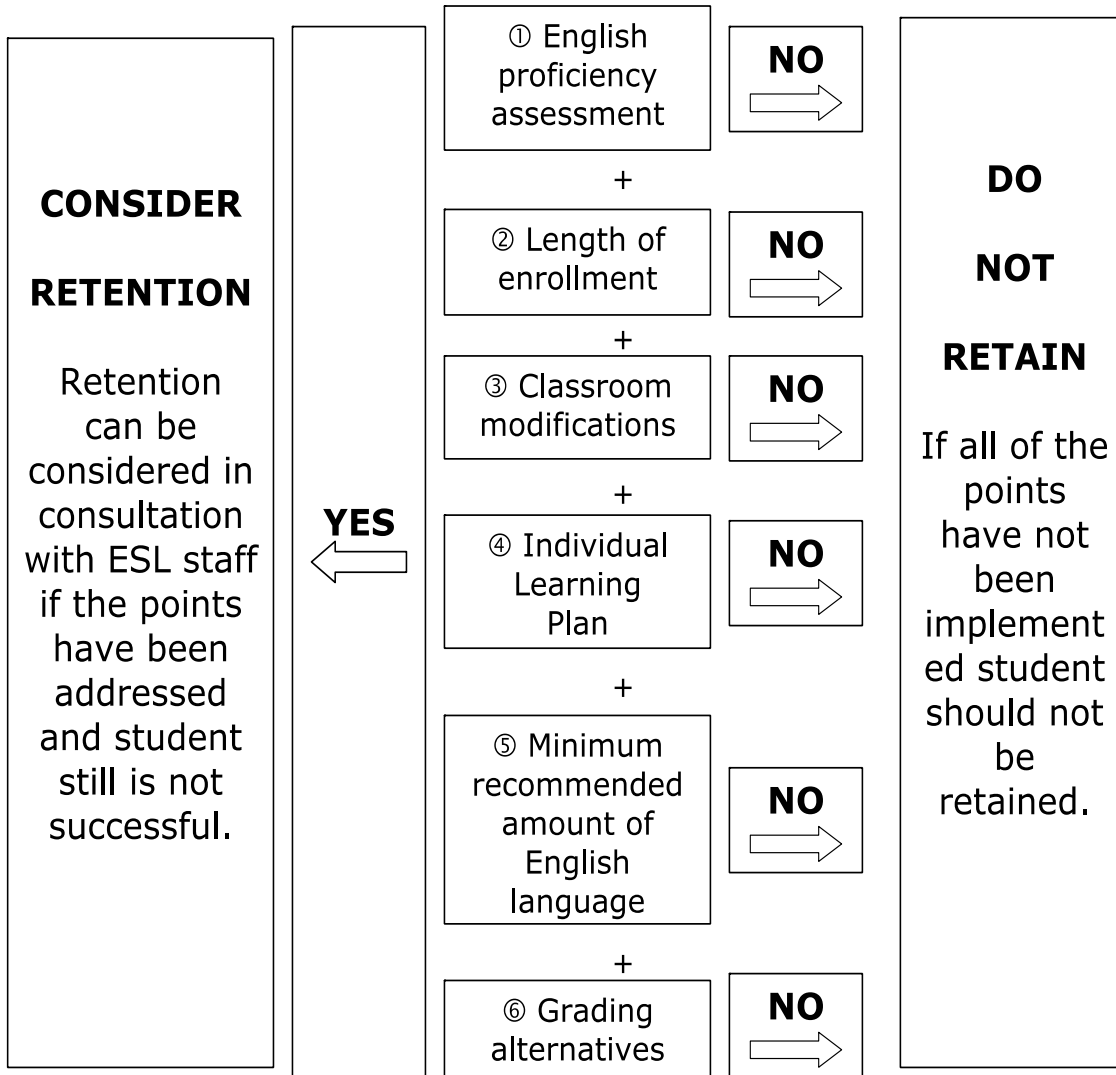 CONSIDER
RETENTION
Retention
can be
considered in
consultation
with ESL staff
if the points
have been
addressed
and student
still is not
successful.
YES
① English
proficiency
assessment
NO
+
② Length of
enrollment
NO
+
③ Classroom
modifications
NO
+
④ Individual
Learning
Plan
NO
+
⑤ Minimum
recommended
amount of
English
language
NO
+
⑥ Grading
alternatives
NO
DO
NOT
RETAIN
If all of the
points
have not
been
implement
ed student
should not
be
retained.